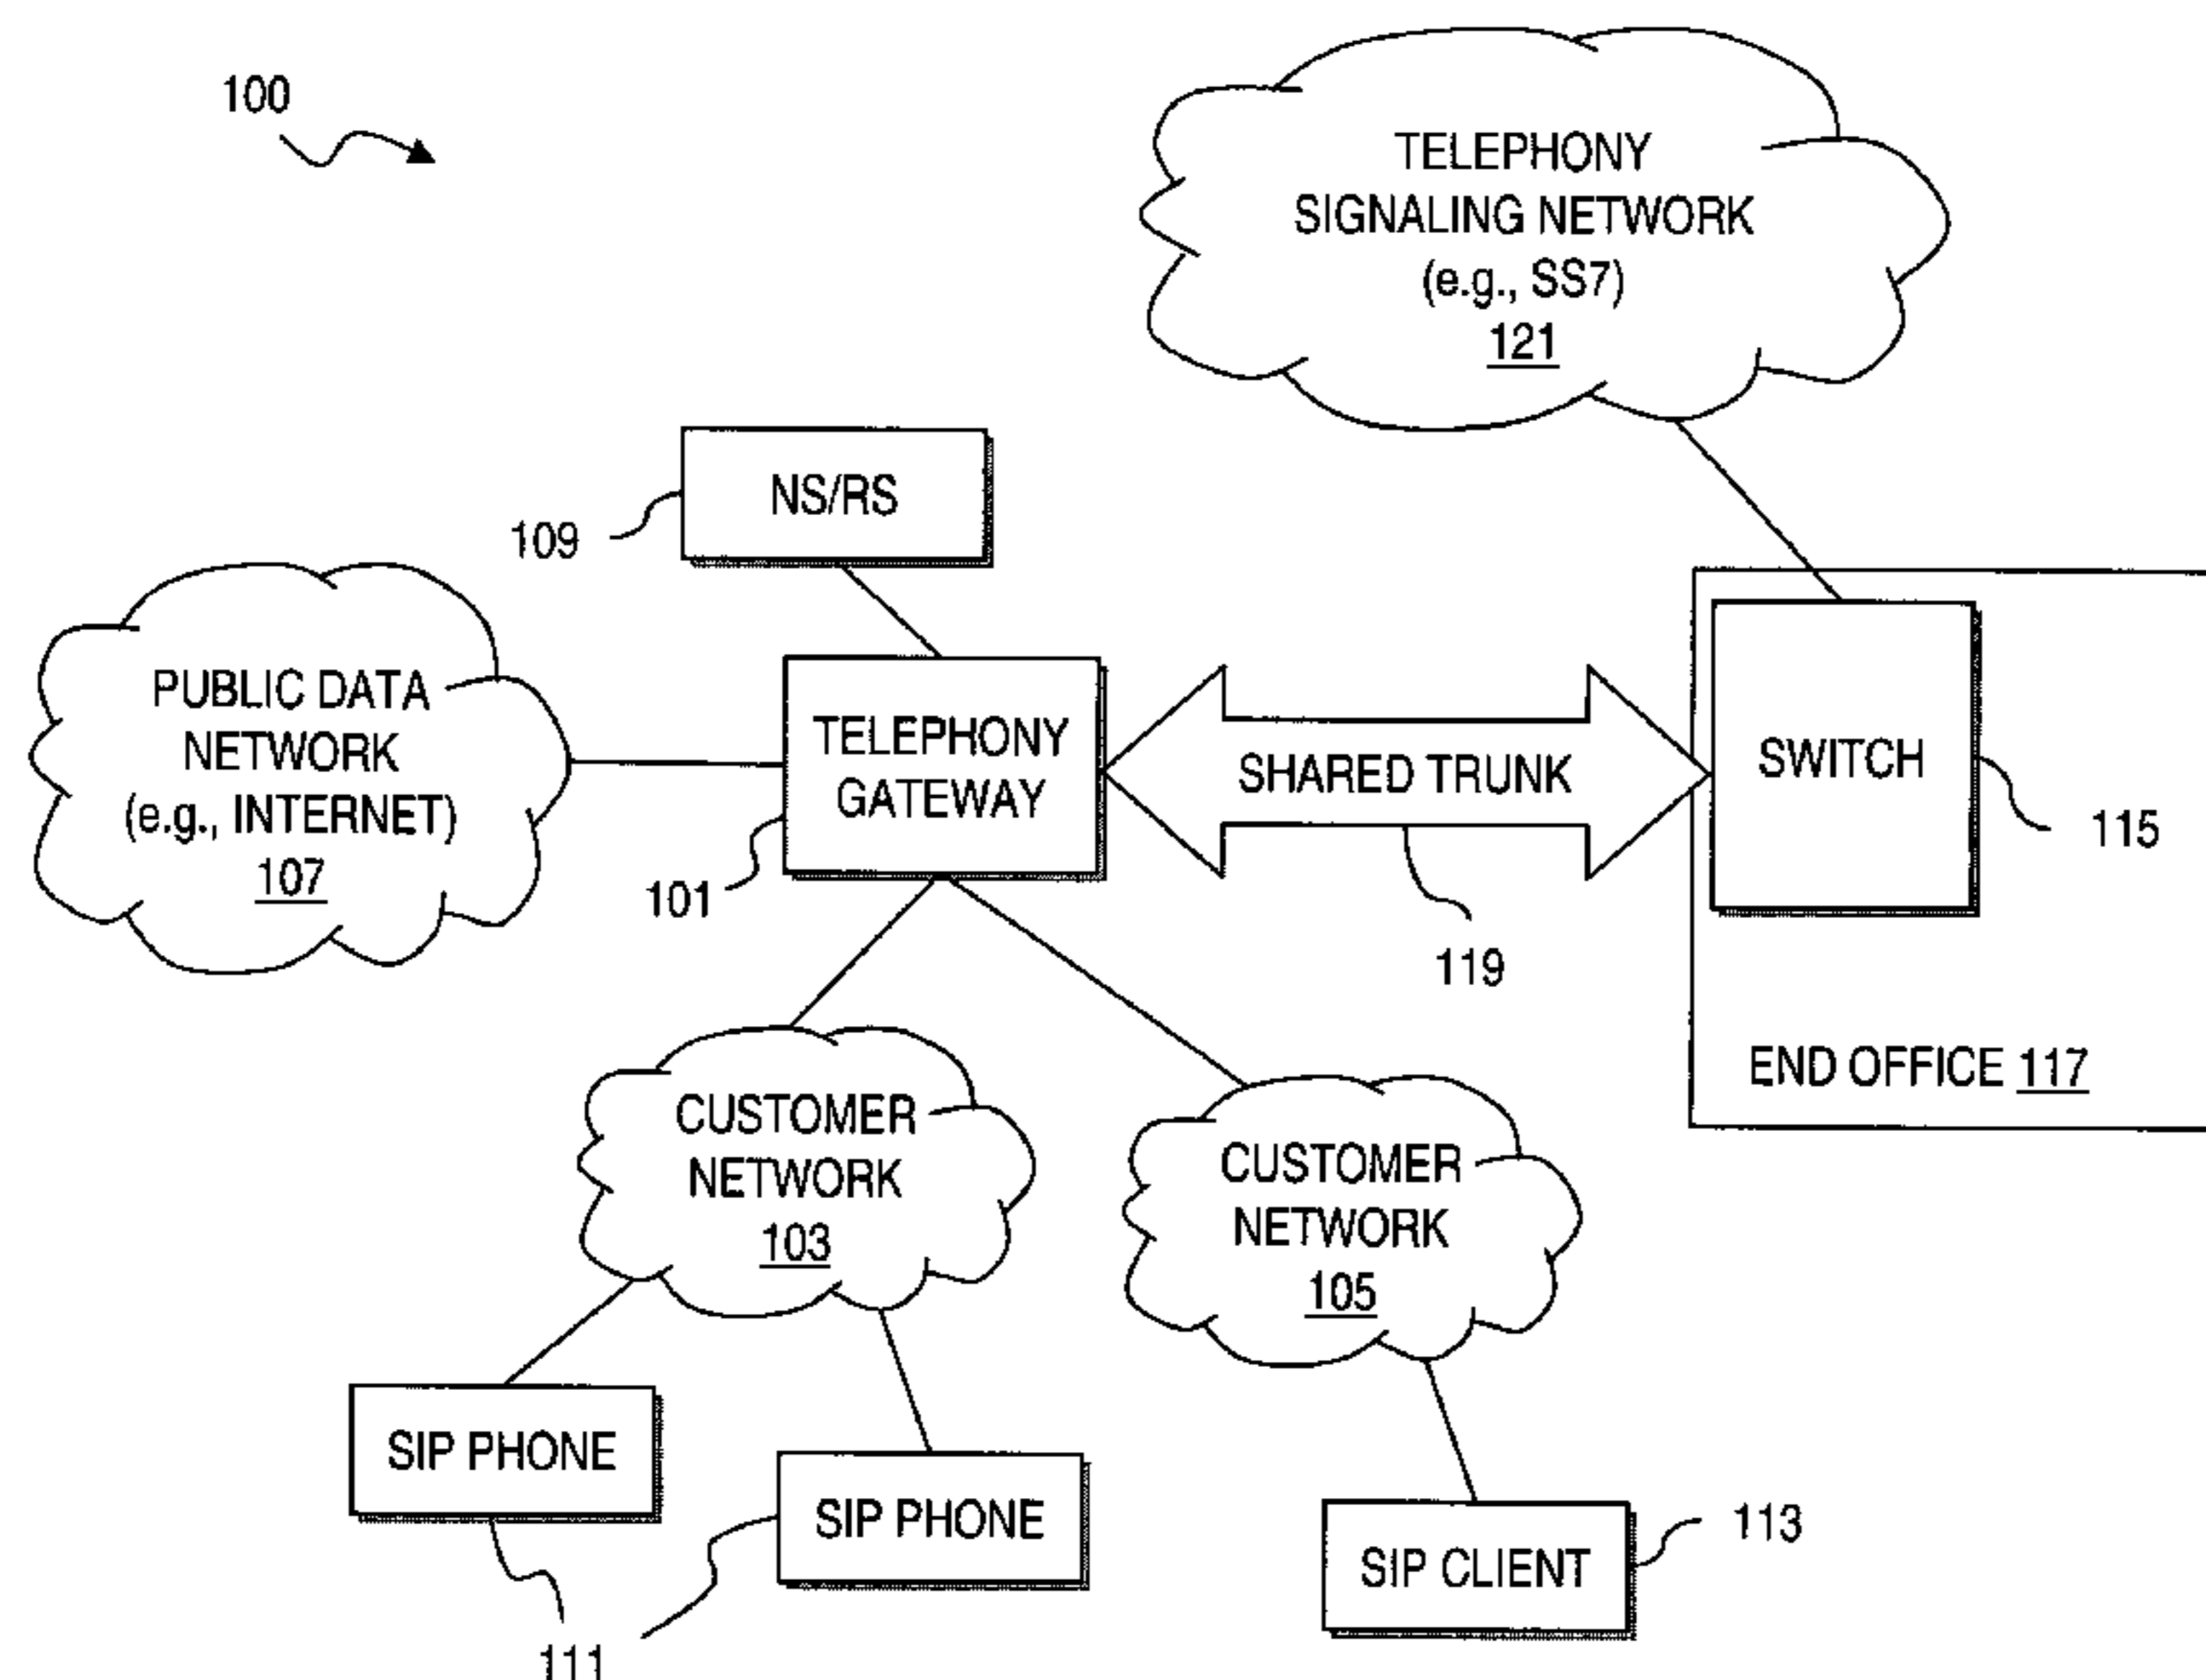 100
TELEPHONY
SIGNALING NETWORK
(e.g., SS7)
121
NS/RS
109
PUBLIC DATA
NETWORK
(e.g., INTERNET)
107
TELEPHONY
GATEWAY
101
SHARED TRUNK
119
SWITCH
115
END OFFICE 117
CUSTOMER
NETWORK
103
CUSTOMER
NETWORK
105
SIP PHONE
SIP PHONE
111
SIP CLIENT
113